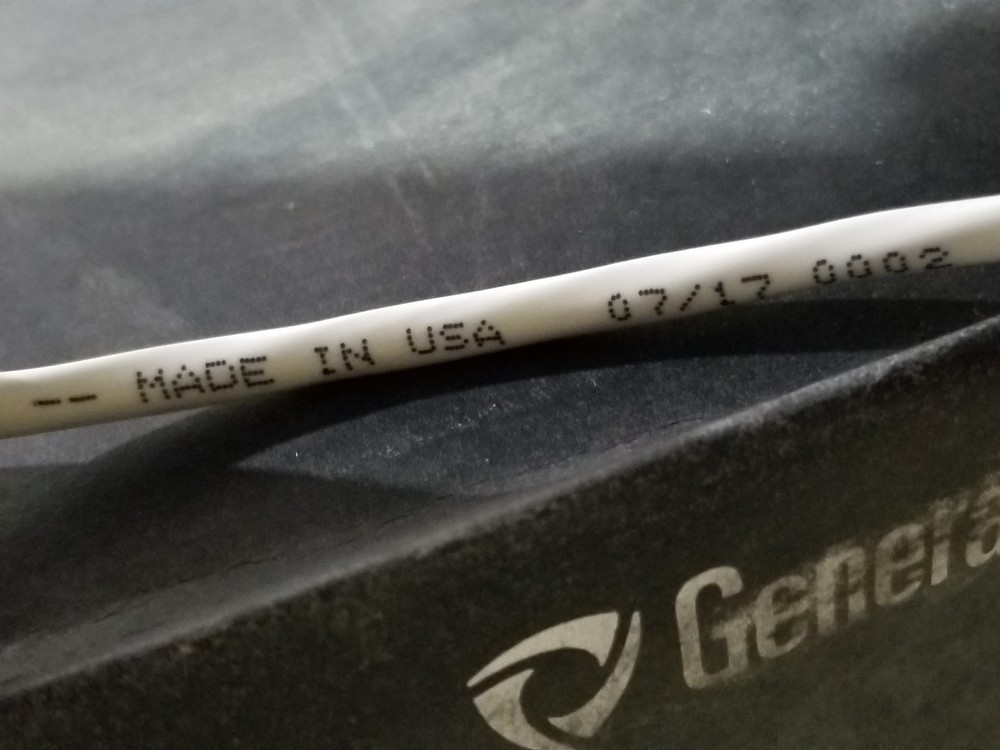 -- MADE IN USA 07/17 0002
Genera